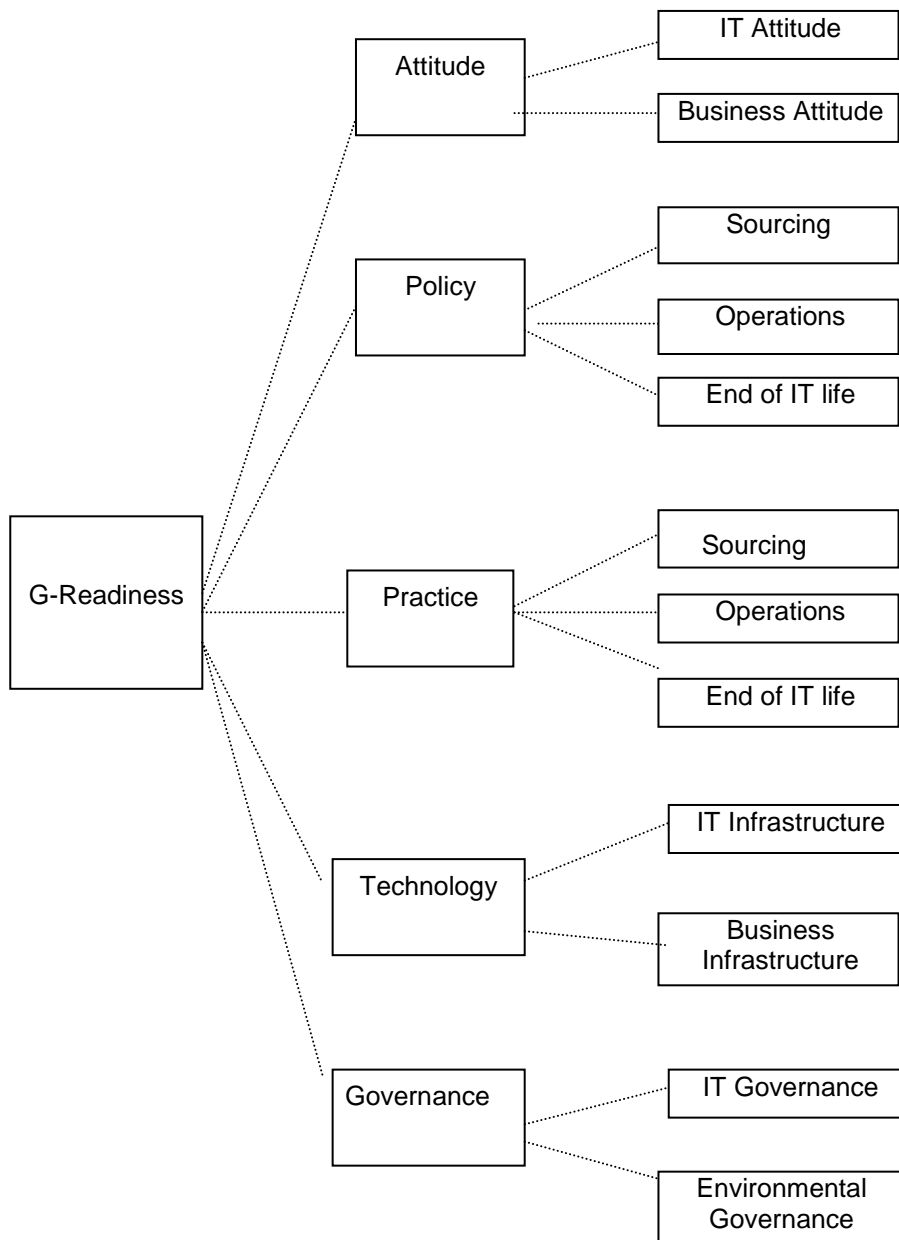 IT Attitude
Attitude
Business Attitude
Sourcing
Policy
Operations
End of IT life
G-Readiness
Sourcing
Practice
Operations
End of IT life
IT Infrastructure
Technology
Business
Infrastructure
IT Governance
Governance
Environmental
Governance